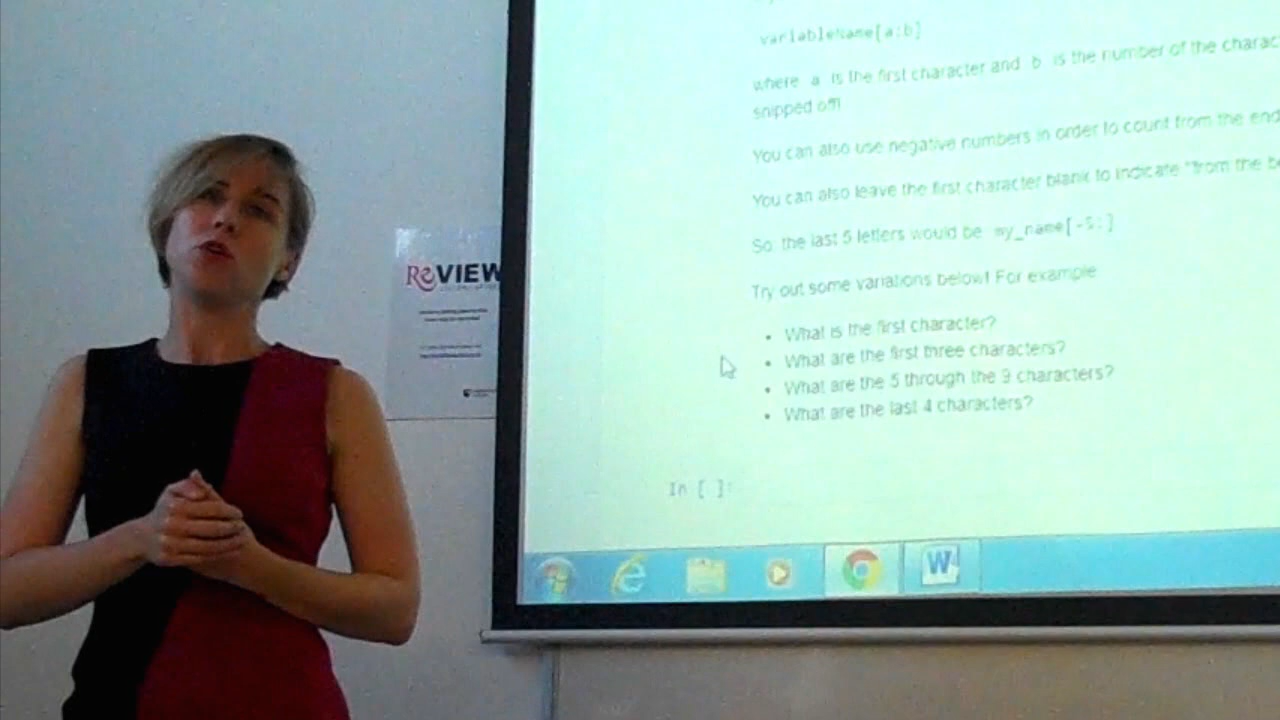 variableName[a:b]
where a is the first character and b is the number of the charac
snipped off!
You can also use negative numbers in order to count from the end
You can also leave the first character blank to indicate "from the be
So the last 5 letters would be my_name[-5:]
Try out some variations below! For example
• What is the first character?
• What are the first three characters?
• What are the 5 through the 9 characters?
• What are the last 4 characters?
In [ ]:
ReVIEW
W